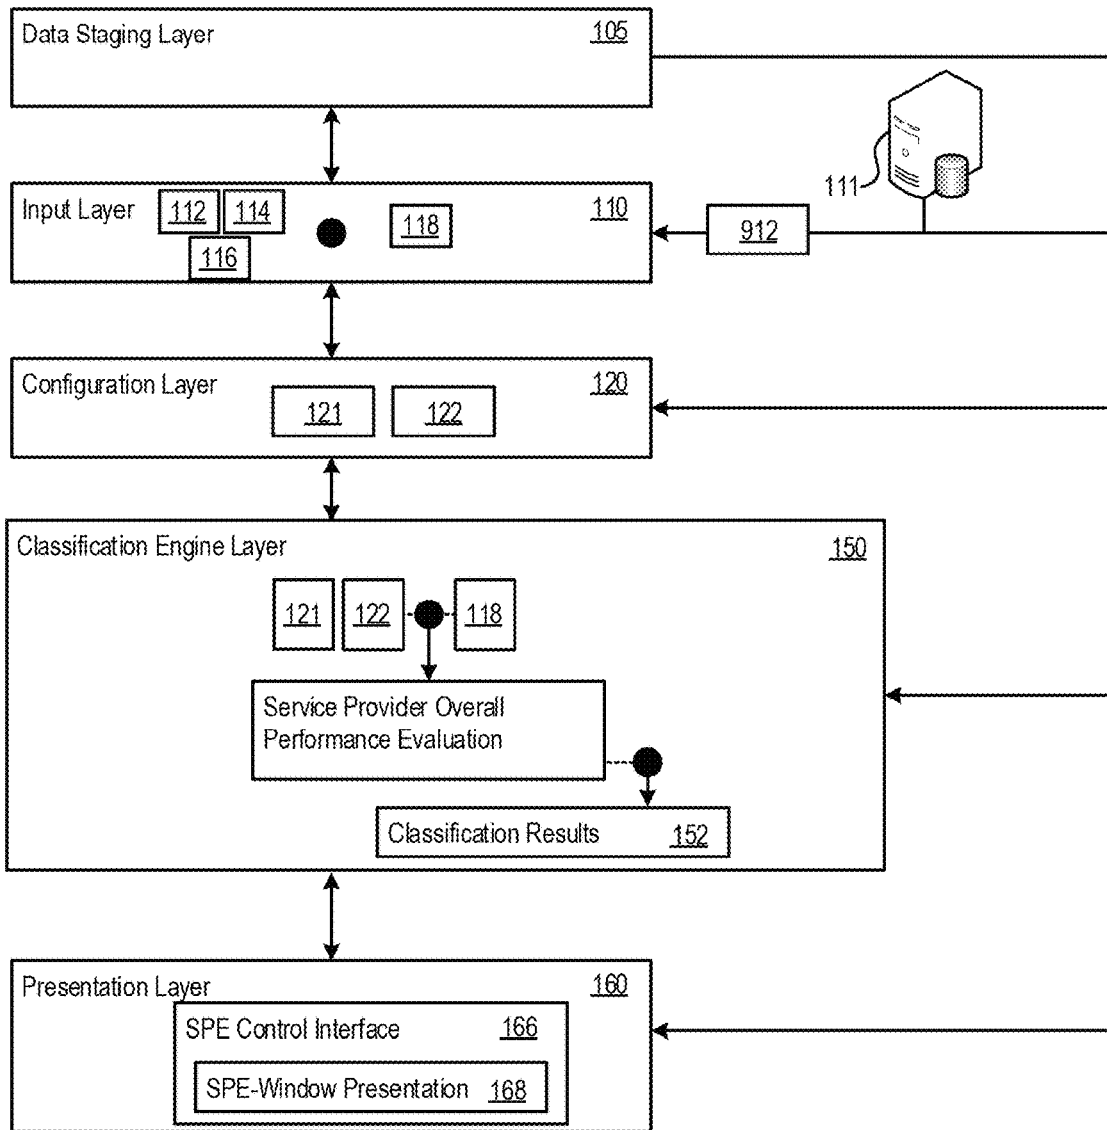 Data Staging Layer 105
111
Input Layer 112 114 118 110
116
912
Configuration Layer 120
121 122
Classification Engine Layer 150
121 122 118
Service Provider Overall
Performance Evaluation
Classification Results 152
Presentation Layer 160
SPE Control Interface 166
SPE-Window Presentation 168